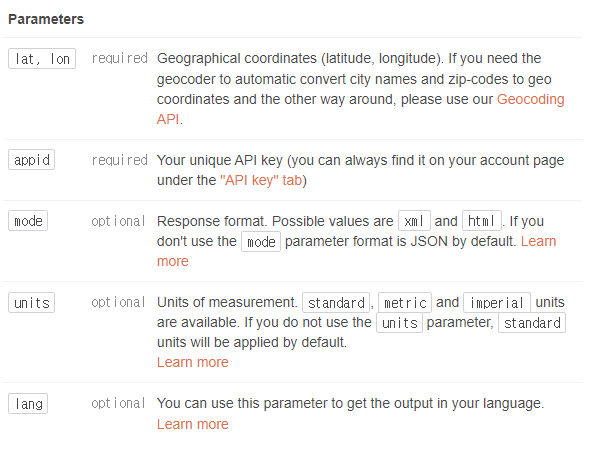 Parameters
lat, lon required Geographical coordinates (latitude, longitude). If you need the
geocoder to automatic convert city names and zip-codes to geo
coordinates and the other way around, please use our Geocoding
API.
appid required Your unique API key (you can always find it on your account page
under the "API key" tab)
mode optional Response format. Possible values are xml and html. If you
don't use the mode parameter format is JSON by default. Learn
more
units optional Units of measurement. standard, metric and imperial units
are available. If you do not use the units parameter, standard
units will be applied by default.
Learn more
lang optional You can use this parameter to get the output in your language.
Learn more